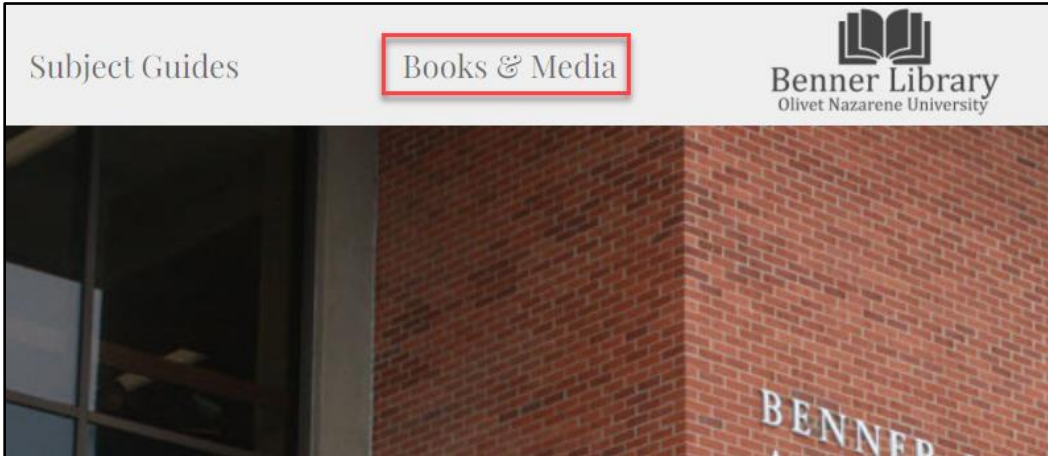 Subject Guides
Books & Media
Benner Library
Olivet Nazarene University
BENNER